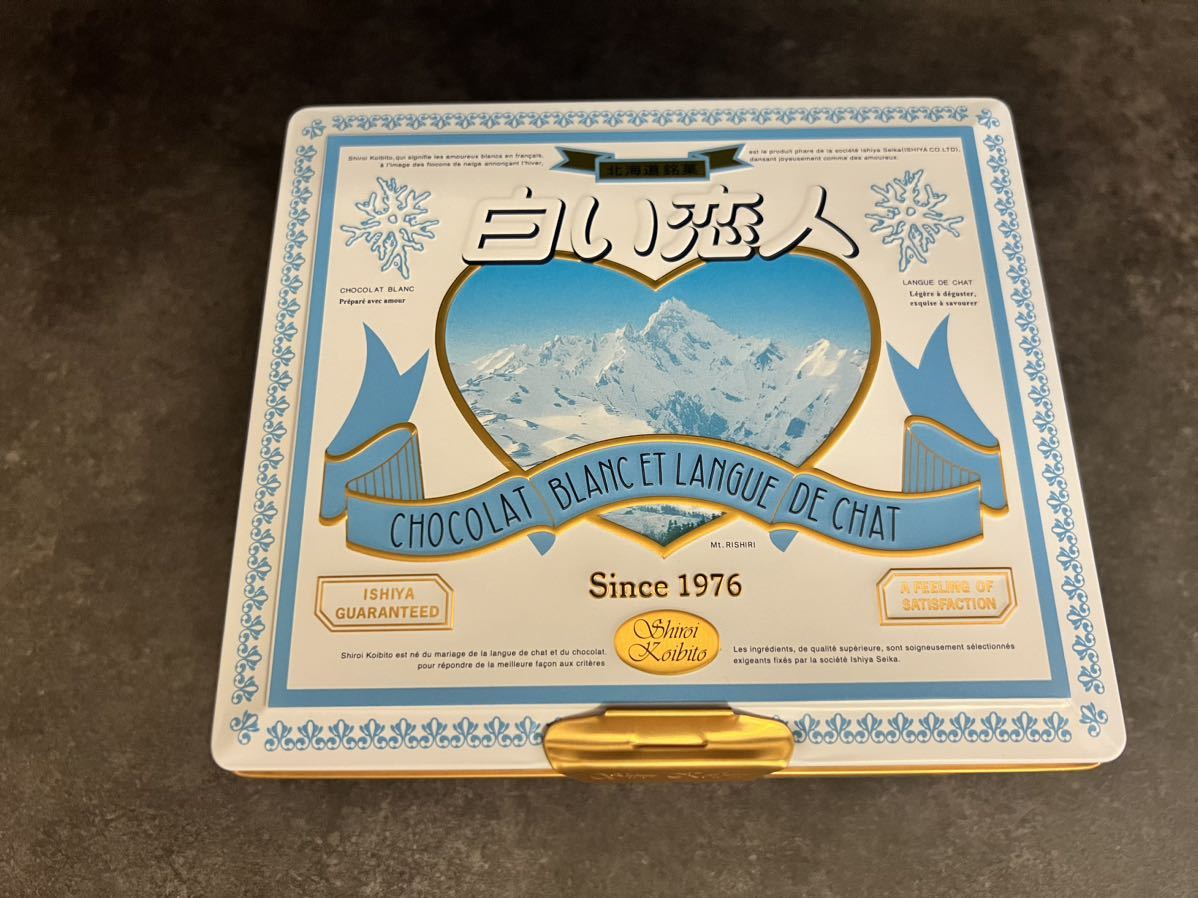 Shiroi Koibito, qui signifie les amoureux blancs en français,
à l'image des flocons de neige annonçant l'hiver,
est le produit phare de la société Ishiya Seika(ISHIYA CO.LTD),
dansant joyeusement comme des amoureux.
北海道銘菓
白い恋人
CHOCOLAT BLANC
Préparé avec amour
LANGUE DE CHAT
Légère à déguster,
exquise à savourer
CHOCOLAT BLANC ET LANGUE DE CHAT
Mt. RISHIRI
Since 1976
ISHIYA
GUARANTEED
A FEELING OF
SATISFACTION
Shiroi
Koibito
Shiroi Koibito est né du mariage de la langue de chat et du chocolat.
pour répondre de la meilleure façon aux critères
Les ingrédients, de qualité supérieure, sont soigneusement sélectionnés
exigeants fixés par la société Ishiya Seika.